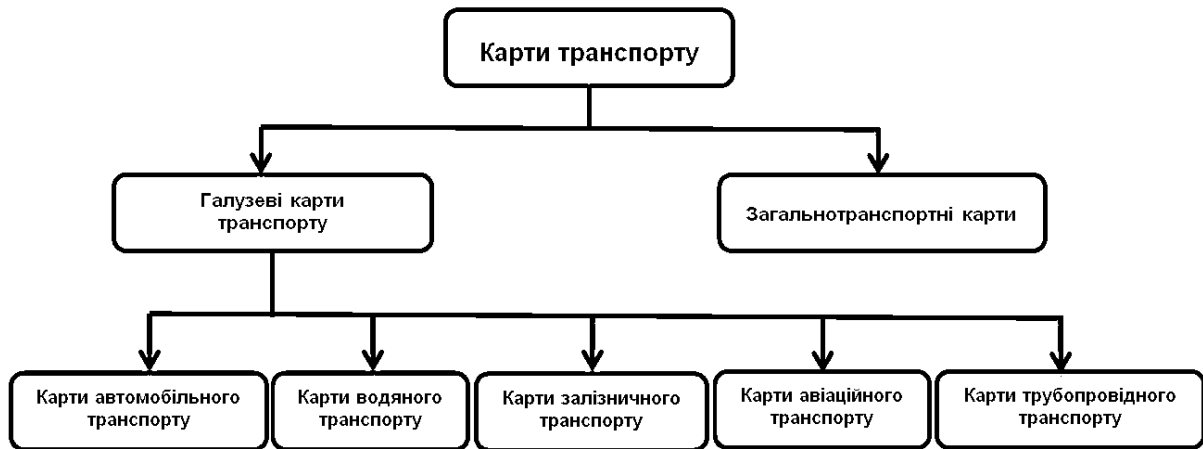 Карти транспорту
Галузеві карти
транспорту
Загальнотранспортні карти
Карти автомобільного
транспорту
Карти водяного
транспорту
Карти залізничного
транспорту
Карти авіаційного
транспорту
Карти трубопровідного
транспорту